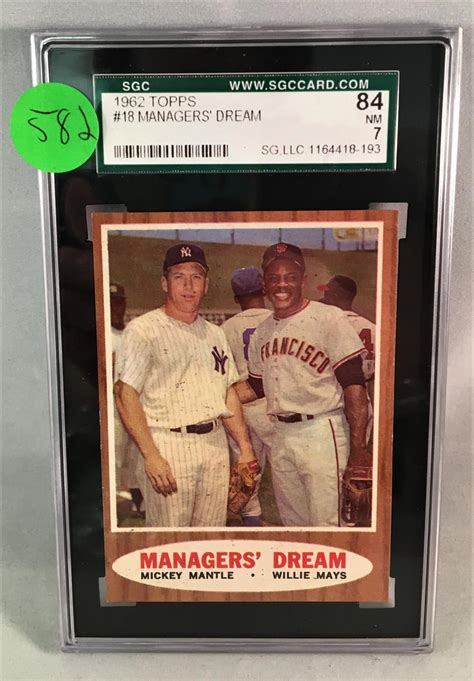 582
SGC WWW.SGCCARD.COM
1962 TOPPS 84
#18 MANAGERS' DREAM NM
7
SG,LLC 1164418-193
NY
FRANCISCO
MANAGERS' DREAM
MICKEY MANTLE • WILLIE MAYS